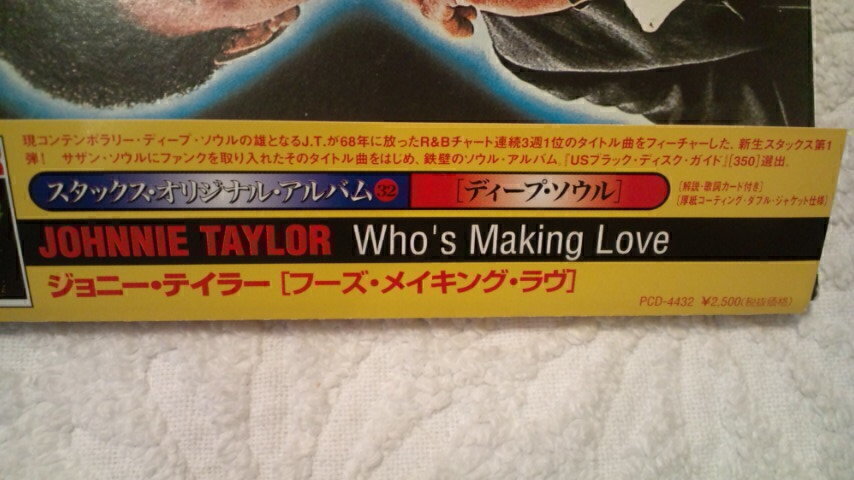 現コンテンポラリー・ディープ・ソウルの雄となるJ.T.が68年に放ったR&Bチャート連続3週1位のタイトル曲をフィーチャーした、新生スタックス第1
弾！ サザン・ソウルにファンクを取り入れたそのタイトル曲をはじめ、鉄壁のソウル・アルバム。『USブラック・ディスク・ガイド』[350]選出。
スタックス・オリジナル・アルバム32 [ディープ・ソウル]
[解説・歌詞カード付き]
[厚紙コーティング・ダブル・ジャケット仕様]
JOHNNIE TAYLOR Who's Making Love
ジョニー・テイラー [フーズ・メイキング・ラヴ]
PCD-4432 ¥2,500(税抜価格)